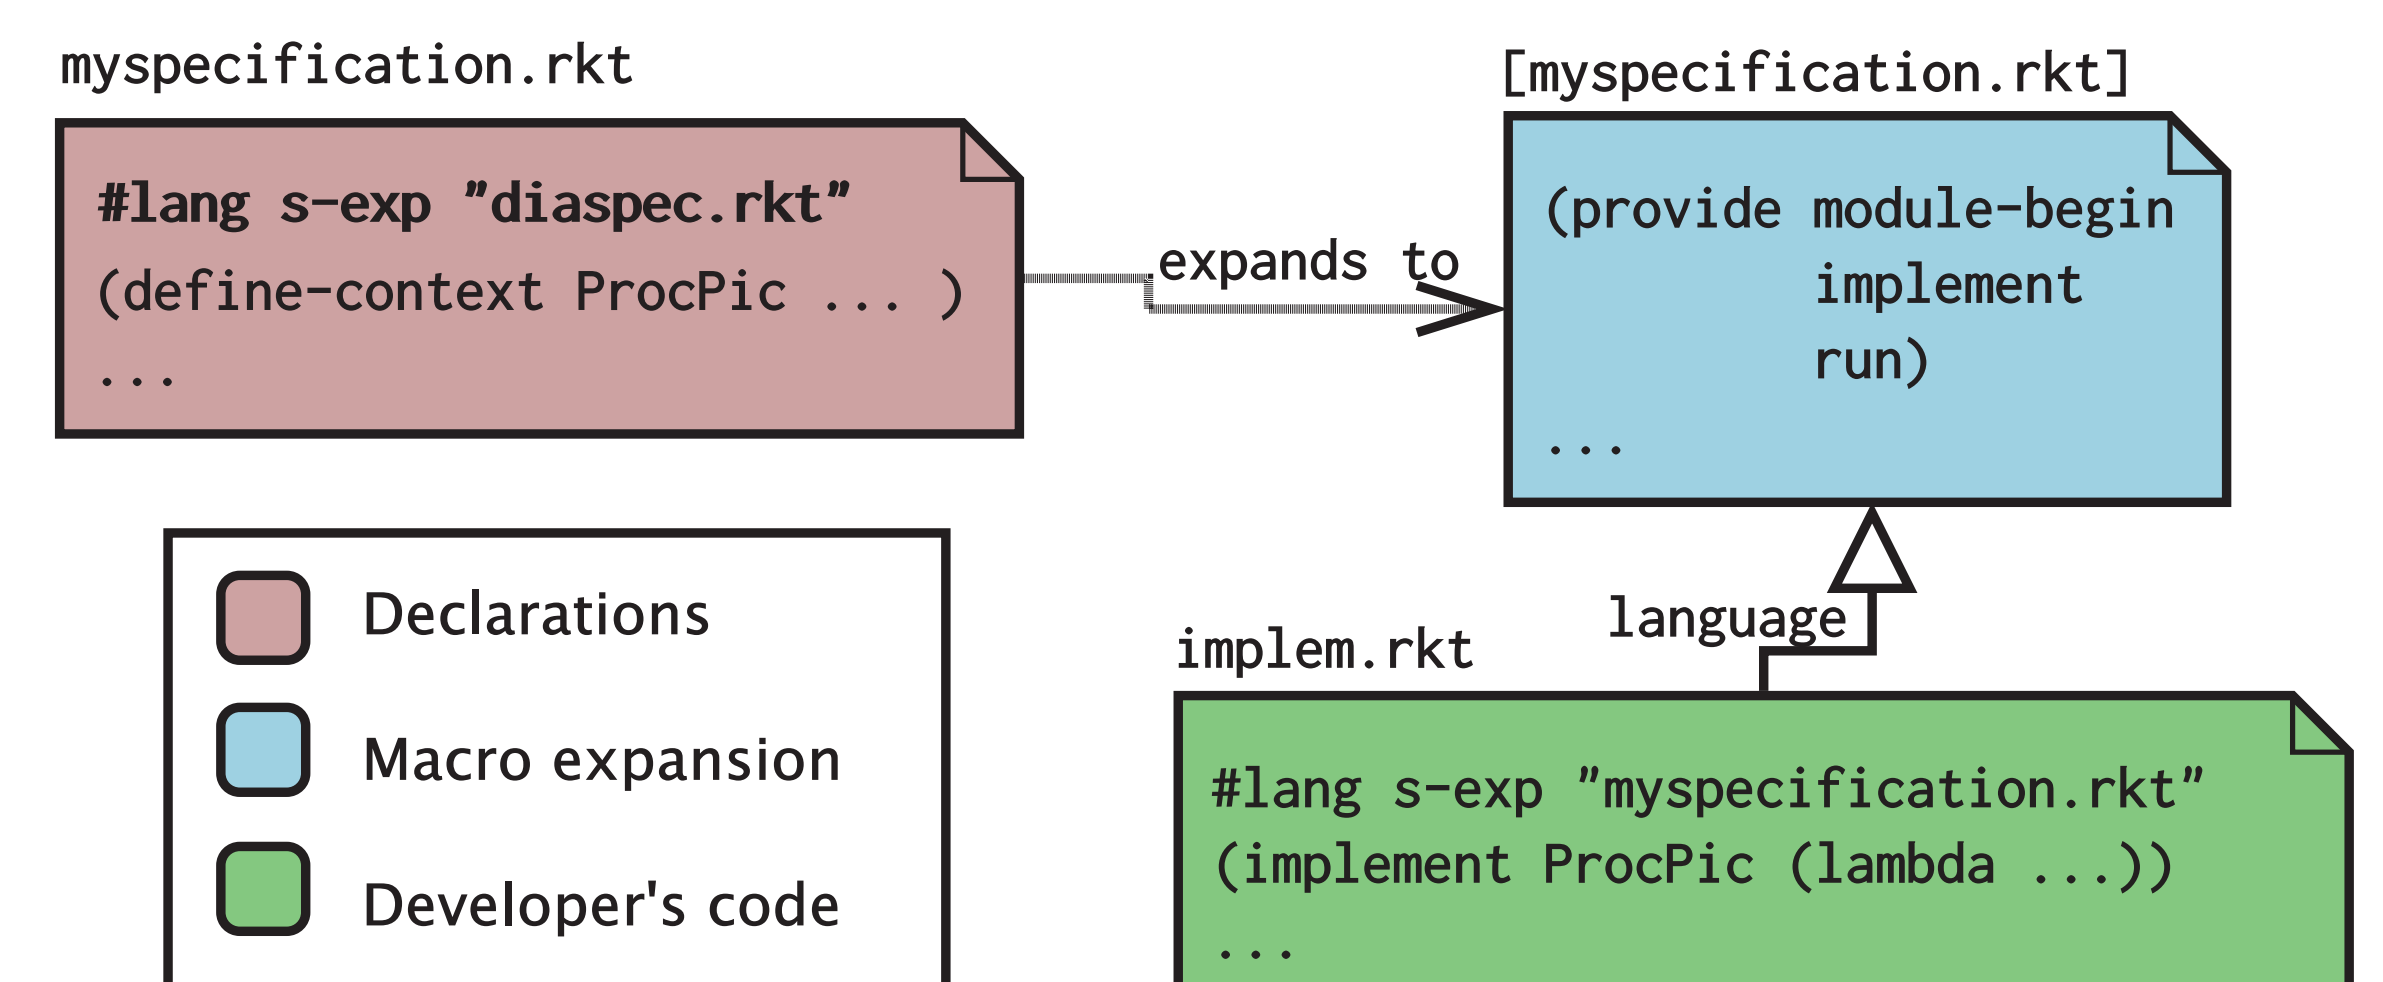 myspecification.rkt
#lang s-exp "diaspec.rkt"
(define-context ProcPic ... )
...
expands to
[myspecification.rkt]
(provide module-begin
implement
run)
...
Declarations
Macro expansion
Developer's code
language
implem.rkt
#lang s-exp "myspecification.rkt"
(implement ProcPic (lambda ...))
...